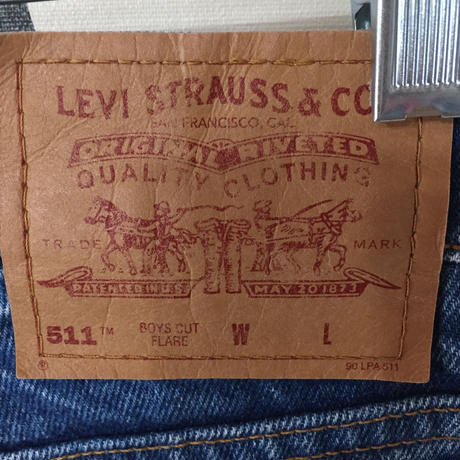 LEVI STRAUSS & CO
SAN FRANCISCO, CAL.
ORIGINAL RIVETED
QUALITY CLOTHING
TRADE MARK
PATENTED IN U.S. MAY 20 1873
511™ BOYS CUT FLARE W L
® 90 LPA 511